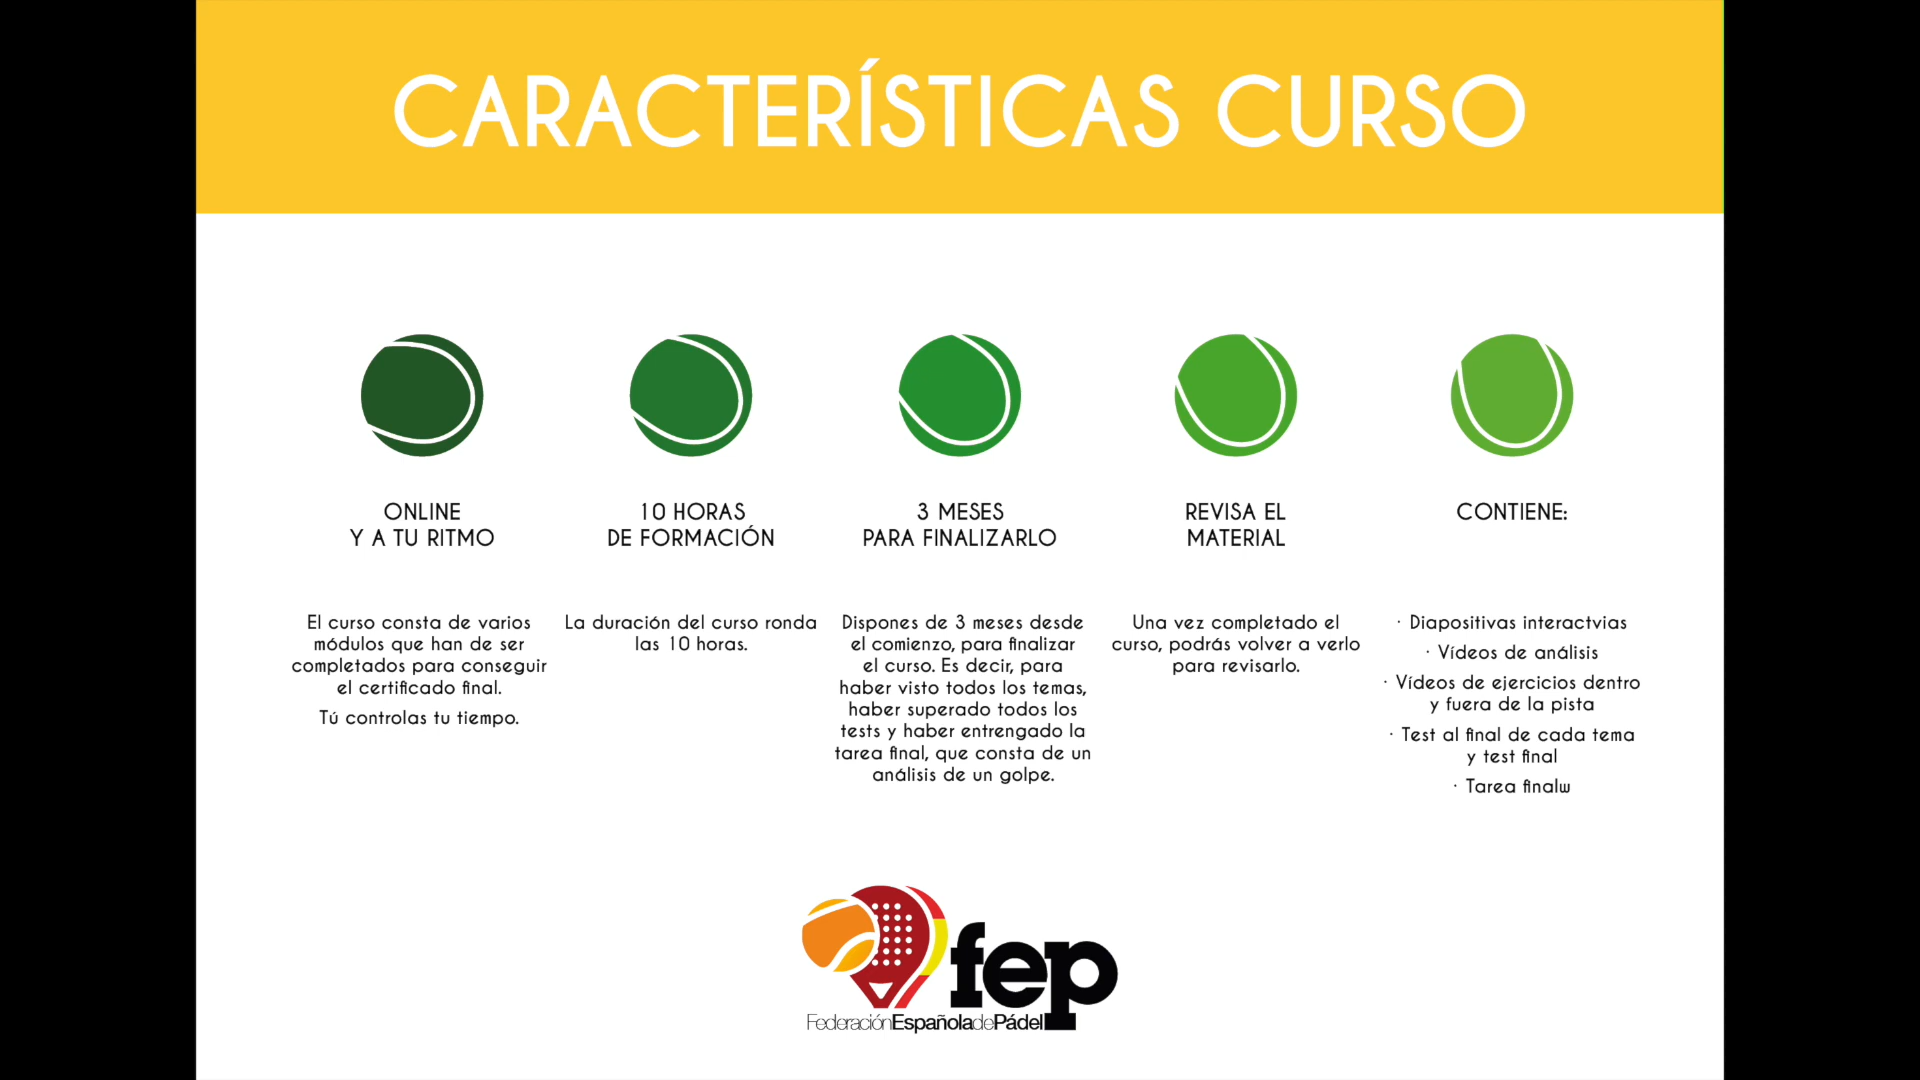 CARACTERÍSTICAS CURSO
ONLINE
Y A TU RITMO
El curso consta de varios
módulos que han de ser
completados para conseguir
el certificado final.
Tú controlas tu tiempo.
10 HORAS
DE FORMACIÓN
La duración del curso ronda
las 10 horas.
3 MESES
PARA FINALIZARLO
Dispones de 3 meses desde
el comienzo, para finalizar
el curso. Es decir, para
haber visto todos los temas,
haber superado todos los
tests y haber entrengado la
tarea final, que consta de un
análisis de un golpe.
REVISA EL
MATERIAL
Una vez completado el
curso, podrás volver a verlo
para revisarlo.
CONTIENE:
· Diapositivas interactvias
· Vídeos de análisis
· Vídeos de ejercicios dentro
y fuera de la pista
· Test al final de cada tema
y test final
· Tarea finalw
fep
FederaciónEspañoladePádel